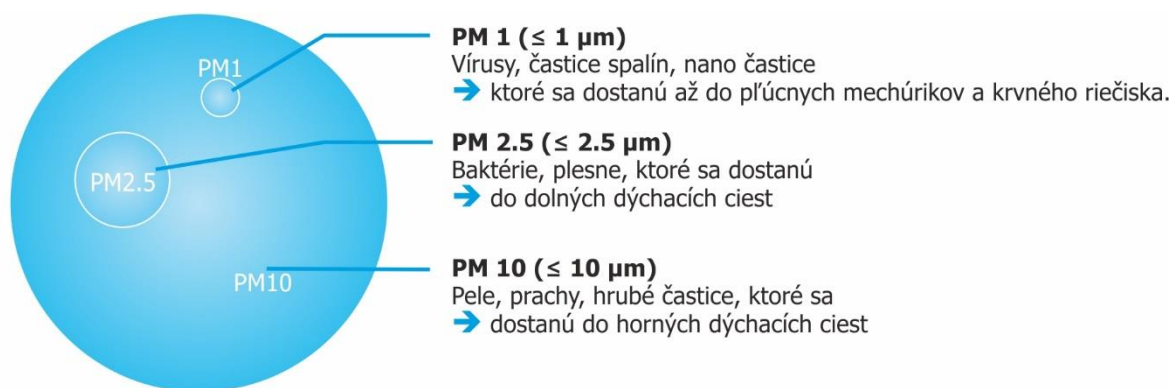 PM1
PM2.5
PM10
PM 1 (≤ 1 µm)
Vírusy, častice spalín, nano častice
➔ ktoré sa dostanú až do pľúcnych mechúrikov a krvného riečiska.
PM 2.5 (≤ 2.5 µm)
Baktérie, plesne, ktoré sa dostanú
➔ do dolných dýchacích ciest
PM 10 (≤ 10 µm)
Pele, prachy, hrubé častice, ktoré sa
➔ dostanú do horných dýchacích ciest